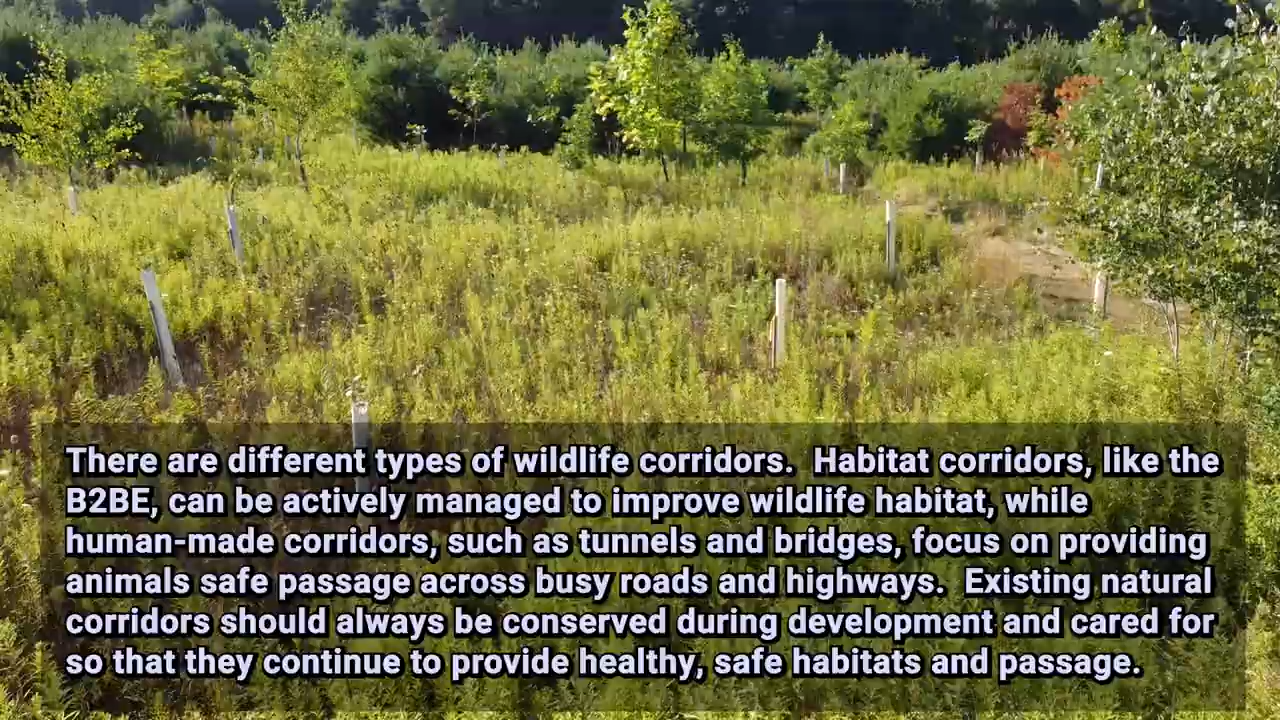 There are different types of wildlife corridors.  Habitat corridors, like the
B2BE, can be actively managed to improve wildlife habitat, while
human-made corridors, such as tunnels and bridges, focus on providing
animals safe passage across busy roads and highways.  Existing natural
corridors should always be conserved during development and cared for
so that they continue to provide healthy, safe habitats and passage.